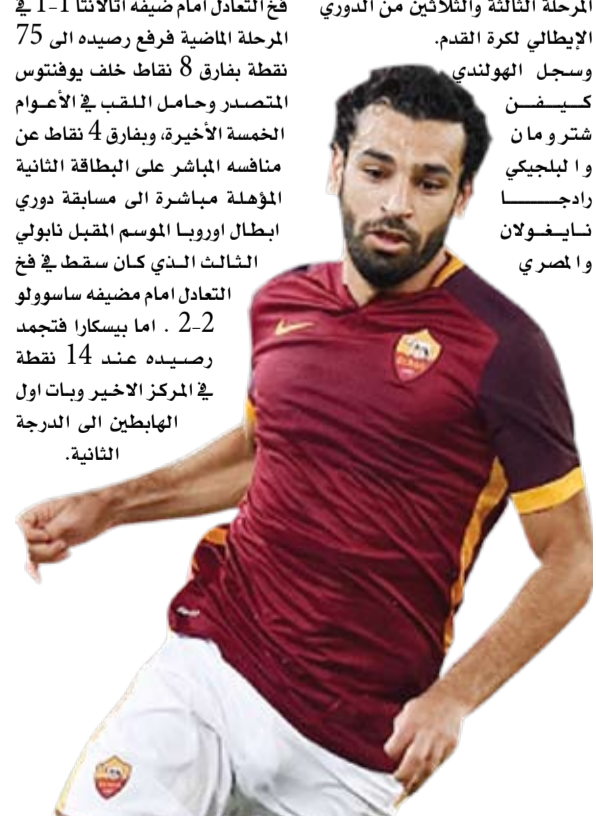 المرحلة الثالثة والثلاثين من الدوري
الإيطالي لكرة القدم.
وسجل الهولندي
كيفن
شترومان
والبلجيكي
رادجا
نايغولان
والمصري
فخ التعادل امام ضيفه اتالانتا 1-1 في
المرحلة الماضية فرفع رصيده الى 75
نقطة بفارق 8 نقاط خلف يوفنتوس
المتصدر وحامل اللقب في الأعوام
الخمسة الأخيرة، وبفارق 4 نقاط عن
منافسه المباشر على البطاقة الثانية
المؤهلة مباشرة الى مسابقة دوري
ابطال اوروبا الموسم المقبل نابولي
الثالث الذي كان سقط في فخ
التعادل امام مضيفه ساسوولو
2-2 . اما بيسكارا فتجمد
رصيده عند 14 نقطة
في المركز الاخير وبات اول
الهابطين الى الدرجة
الثانية.